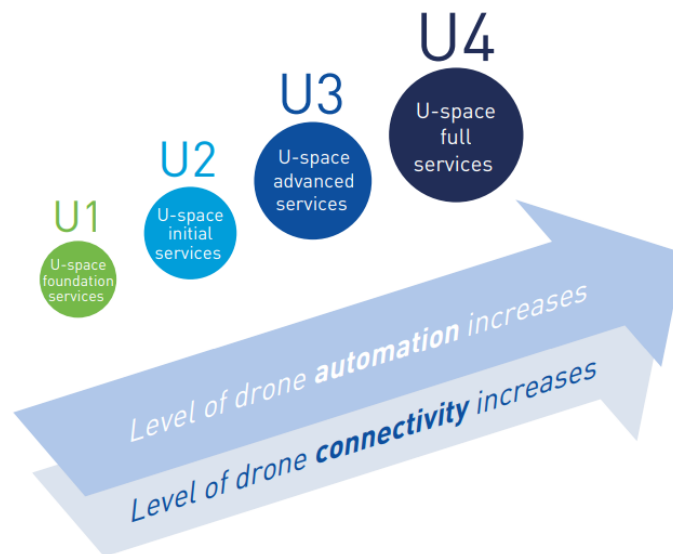 U1
U-space
foundation
services
U2
U-space
initial
services
U3
U-space
advanced
services
U4
U-space
full
services
Level of drone automation increases
Level of drone connectivity increases